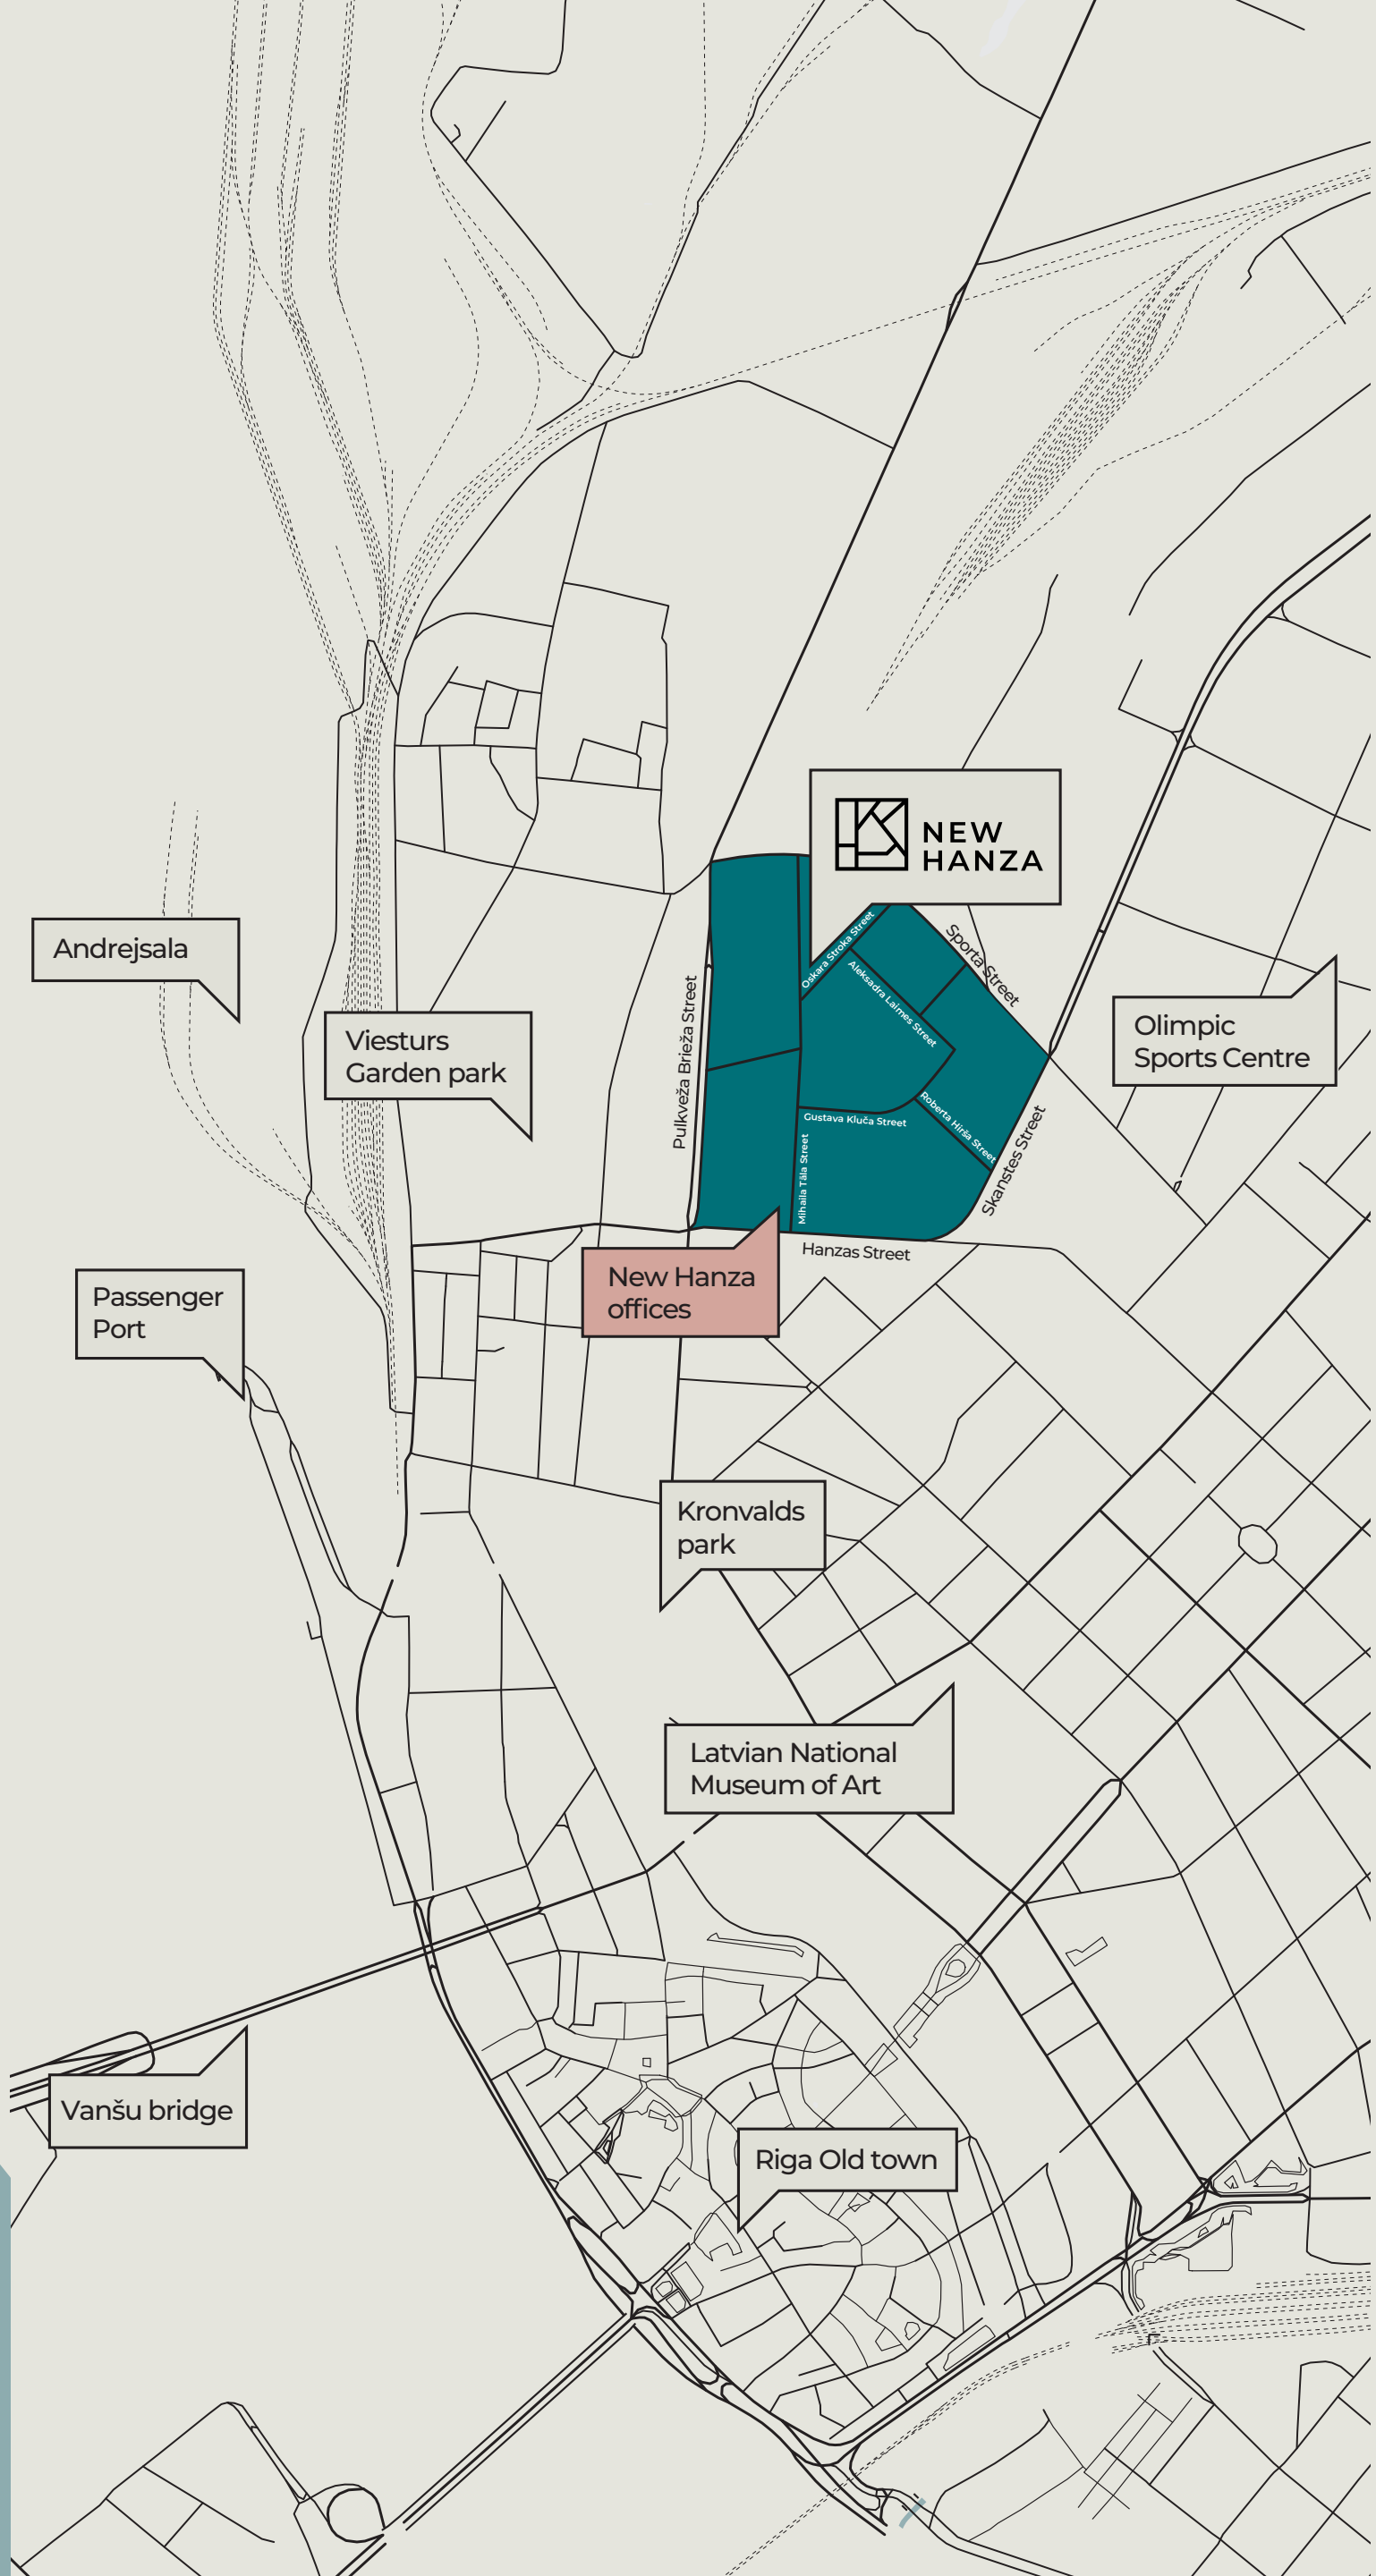 NEW
HANZA
Andrejsala
Oskara Stroka Street
Sporta Street
Aleksadra Laimes Street
Viesturs
Garden park
Pulkveža Brieža Street
Olimpic
Sports Centre
Gustava Kluča Street
Roberta Hirša Street
Skanstes Street
Mihaila Tāla Street
Hanzas Street
New Hanza
offices
Passenger
Port
Kronvalds
park
Latvian National
Museum of Art
Vanšu bridge
Riga Old town